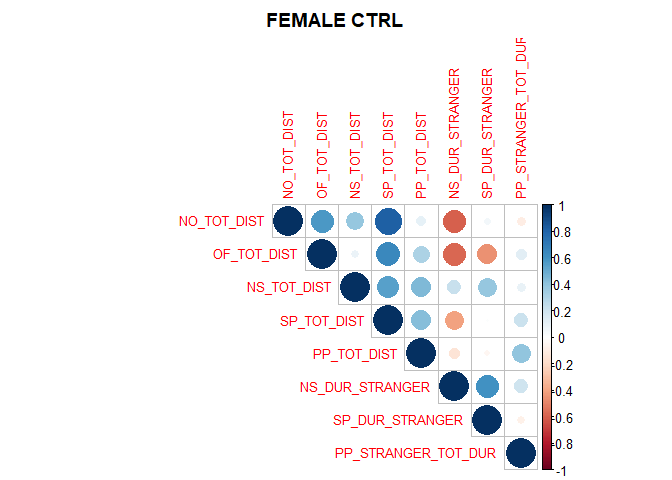 FEMALE CTRL
NO_TOT_DIST
OF_TOT_DIST
NS_TOT_DIST
SP_TOT_DIST
PP_TOT_DIST
NS_DUR_STRANGER
SP_DUR_STRANGER
PP_STRANGER_TOT_DUR
NO_TOT_DIST
OF_TOT_DIST
NS_TOT_DIST
SP_TOT_DIST
PP_TOT_DIST
NS_DUR_STRANGER
SP_DUR_STRANGER
PP_STRANGER_TOT_DUR
1
0.8
0.6
0.4
0.2
0
-0.2
-0.4
-0.6
-0.8
-1